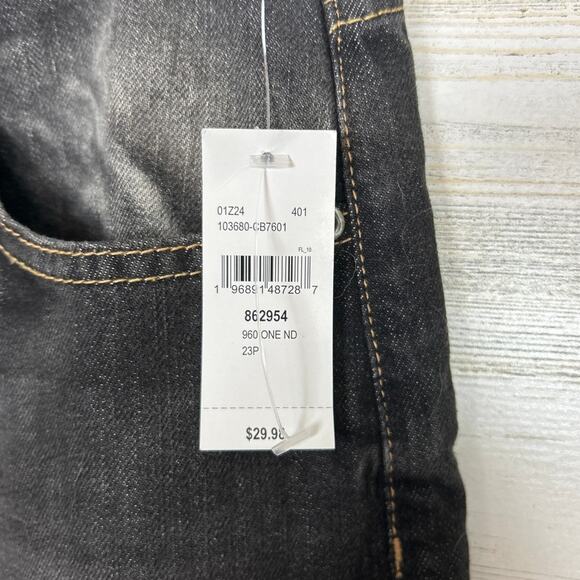 01Z24 401
103680-CB7601
FL_10
1 96891 48728 7
862954
960 ONE ND
23P
$29.98